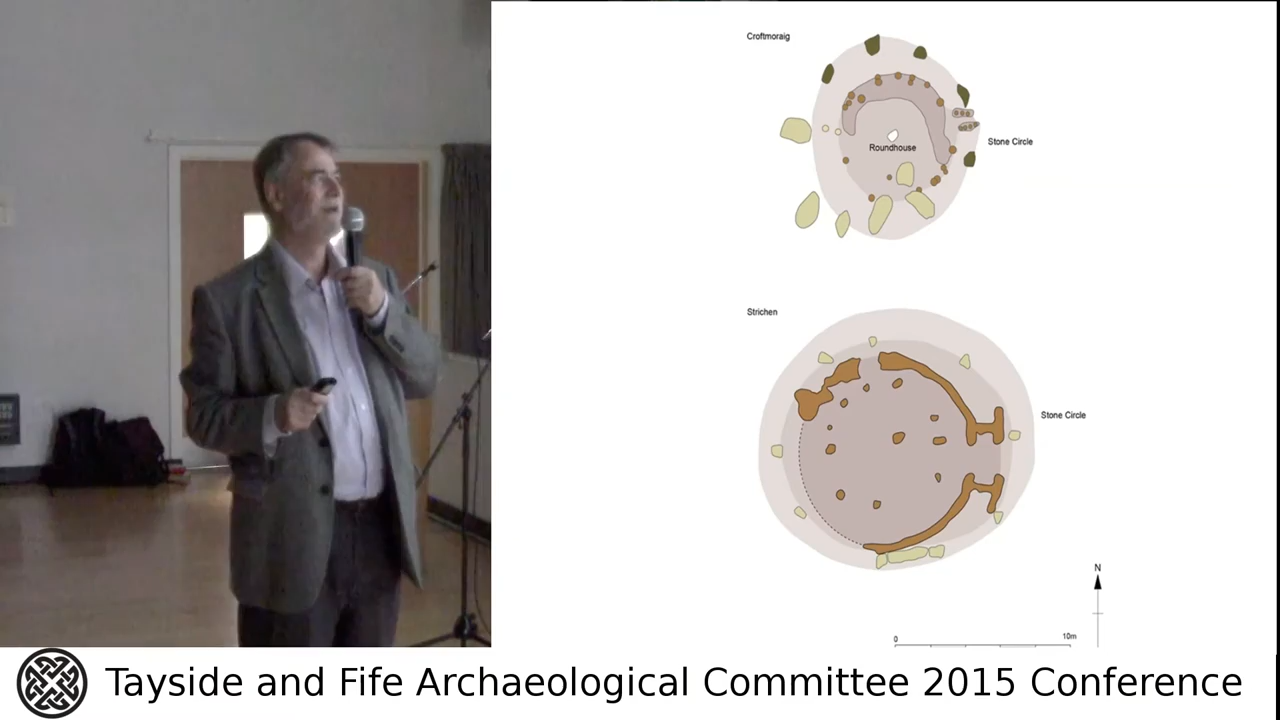 Croftmoraig
Roundhouse
Stone Circle
Strichen
Stone Circle
N
0
10m
Tayside and Fife Archaeological Committee 2015 Conference